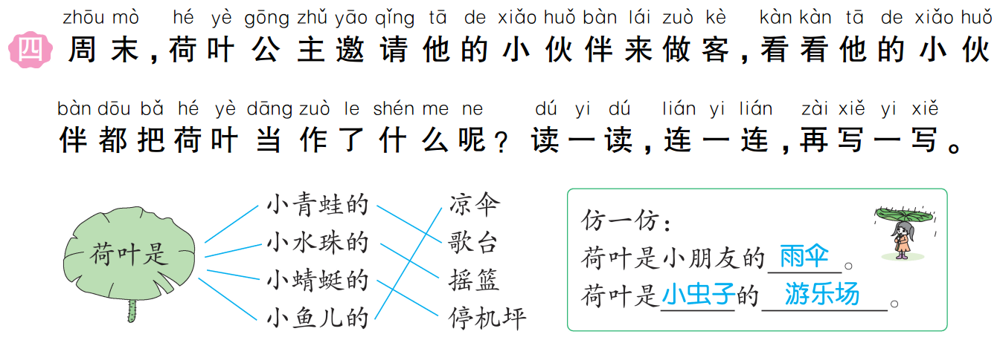 zhōu mò hé yè gōng zhǔ yāo qǐng tā de xiǎo huǒ bàn lái zuò kè kàn kàn tā de xiǎo huǒ
四 周末,荷叶公主邀请他的小伙伴来做客,看看他的小伙
bàn dōu bǎ hé yè dāng zuò le shén me ne dú yi dú lián yi lián zài xiě yi xiě
伴都把荷叶当作了什么呢?读一读,连一连,再写一写。
荷叶是
小青蛙的 凉伞
小水珠的 歌台
小蜻蜓的 摇篮
小鱼儿的 停机坪
仿一仿:
荷叶是小朋友的 雨伞 。
荷叶是小虫子的 游乐场 。